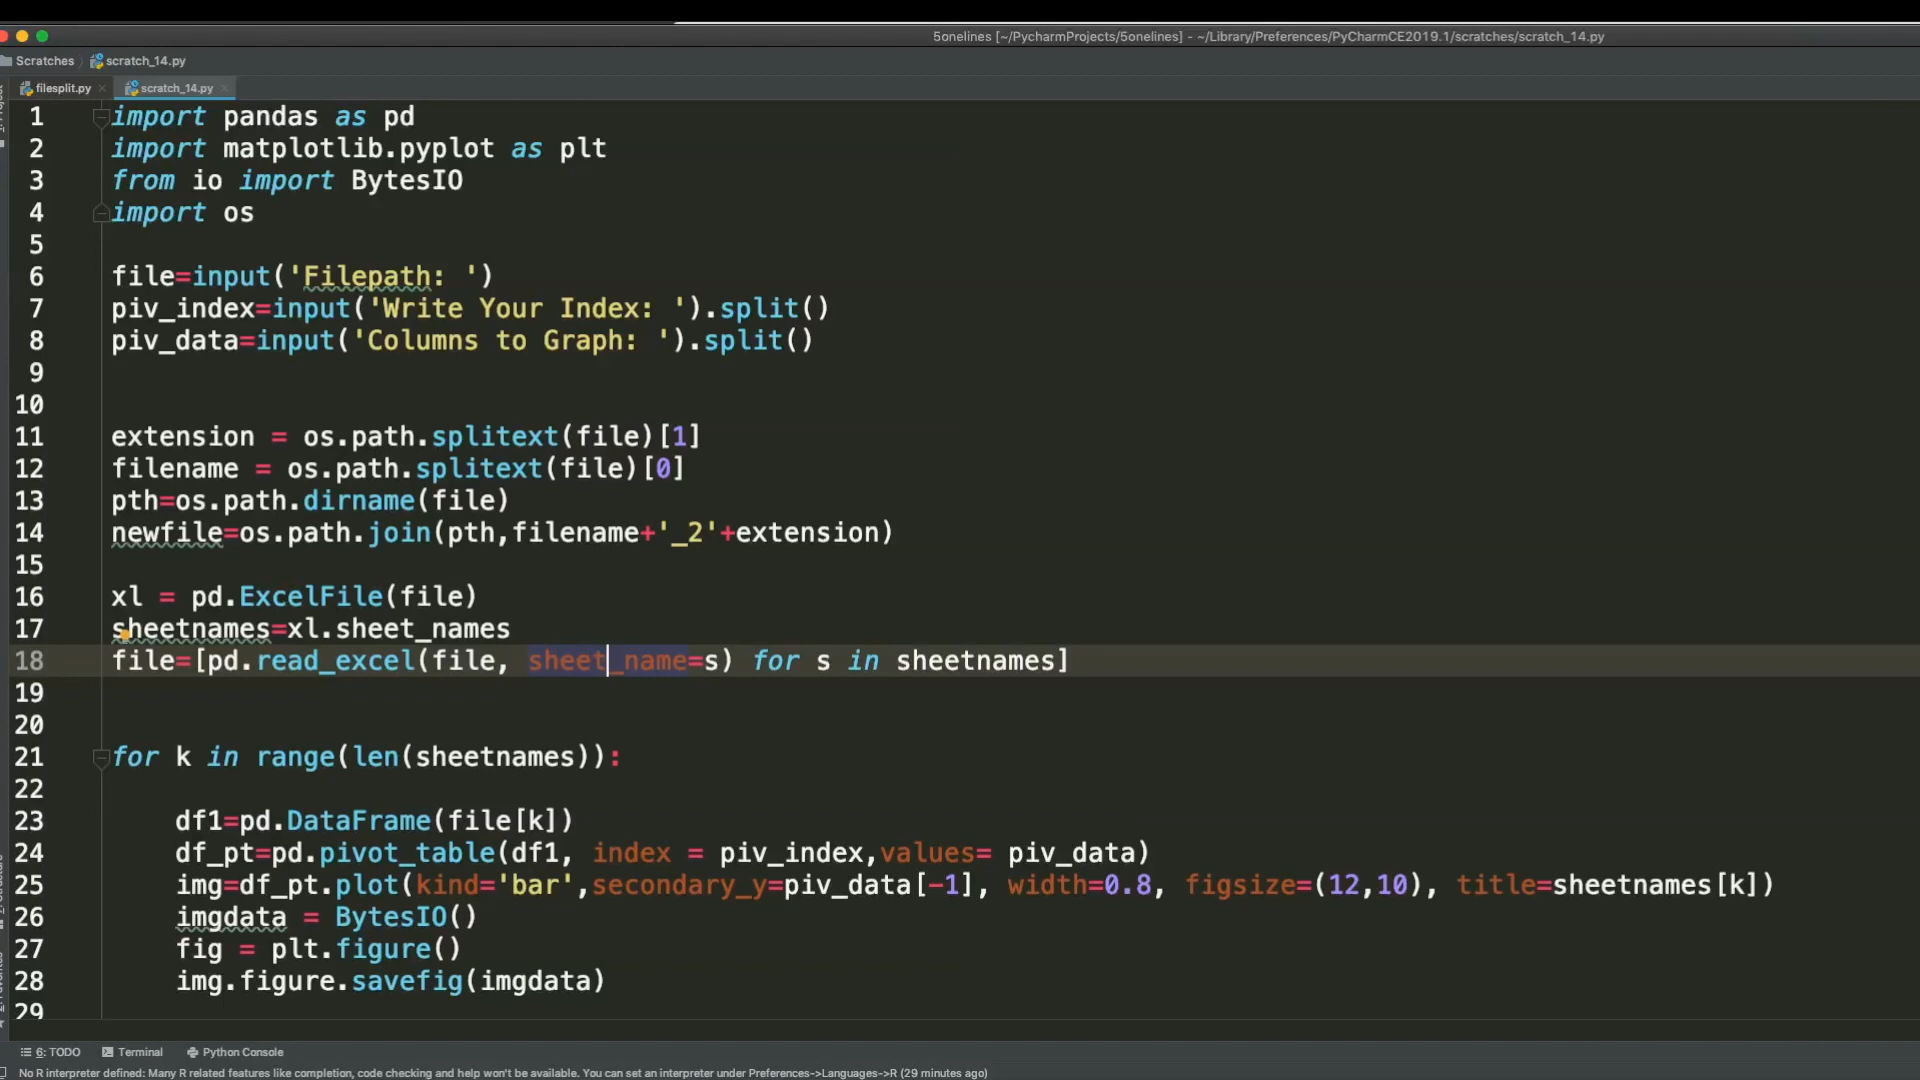 5onelines [~/PycharmProjects/5onelines] - ~/Library/Preferences/PyCharmCE2019.1/scratches/scratch_14.py
Scratches scratch_14.py
filesplit.py scratch_14.py
1 import pandas as pd
2 import matplotlib.pyplot as plt
3 from io import BytesIO
4 import os
5
6 file=input('Filepath: ')
7 piv_index=input('Write Your Index: ').split()
8 piv_data=input('Columns to Graph: ').split()
9
10
11 extension = os.path.splitext(file)[1]
12 filename = os.path.splitext(file)[0]
13 pth=os.path.dirname(file)
14 newfile=os.path.join(pth,filename+'_2'+extension)
15
16 xl = pd.ExcelFile(file)
17 sheetnames=xl.sheet_names
18 file=[pd.read_excel(file, sheet_name=s) for s in sheetnames]
19
20
21 for k in range(len(sheetnames)):
22
23 df1=pd.DataFrame(file[k])
24 df_pt=pd.pivot_table(df1, index = piv_index,values= piv_data)
25 img=df_pt.plot(kind='bar',secondary_y=piv_data[-1], width=0.8, figsize=(12,10), title=sheetnames[k])
26 imgdata = BytesIO()
27 fig = plt.figure()
28 img.figure.savefig(imgdata)
29
6: TODO Terminal Python Console
No R interpreter defined: Many R related features like completion, code checking and help won't be available. You can set an interpreter under Preferences->Languages->R (29 minutes ago)